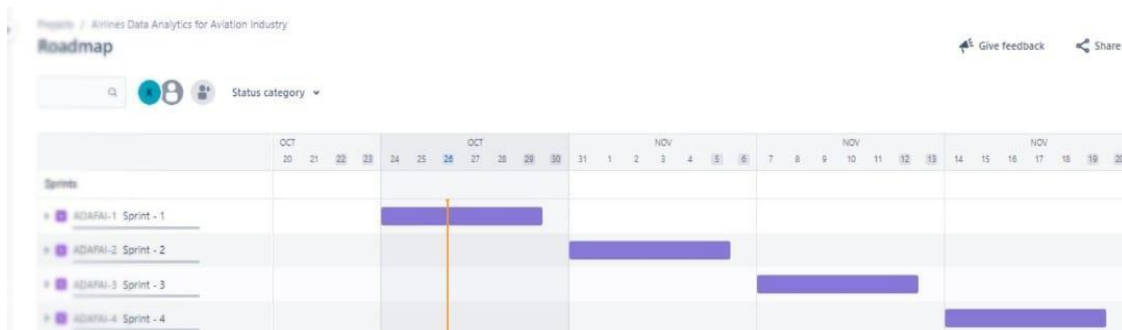 Projects / Airlines Data Analytics for Aviation Industry
Roadmap
Give feedback Share
K Status category
OCT OCT NOV NOV NOV
20 21 22 23 24 25 26 27 28 29 30 31 1 2 3 4 5 6 7 8 9 10 11 12 13 14 15 16 17 18 19 20
Sprints
ADAFAI-1 Sprint - 1
ADAFAI-2 Sprint - 2
ADAFAI-3 Sprint - 3
ADAFAI-4 Sprint - 4